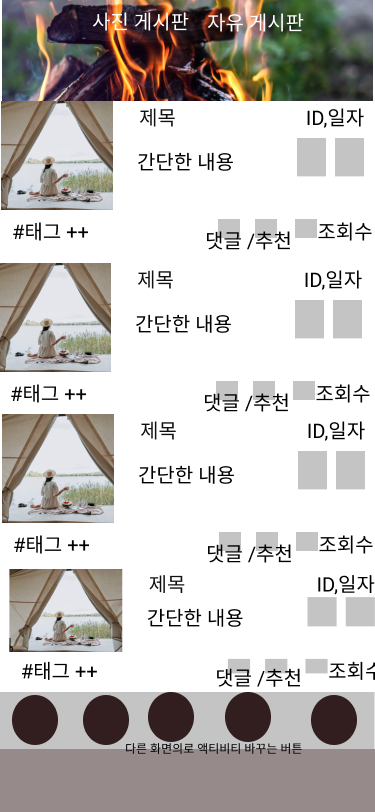 사진 게시판 자유 게시판
제목 ID,일자
간단한 내용
#태그 ++ 댓글 /추천 조회수
제목 ID,일자
간단한 내용
#태그 ++ 댓글 /추천 조회수
제목 ID,일자
간단한 내용
#태그 ++ 댓글 /추천 조회수
제목 ID,일자
간단한 내용
#태그 ++ 댓글 /추천 조회수
다른 화면의로 액티비티 바꾸는 버튼